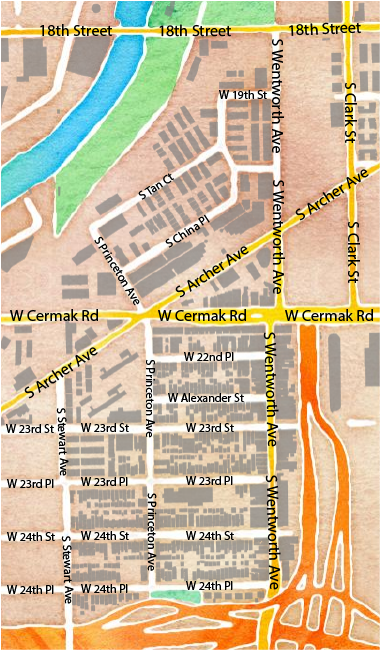 18th Street
18th Street
18th Street
S Wentworth Ave
S Clark St
W 19th St
S Tan Ct
S Wentworth Ave
S Archer Ave
S China Pl
S Clark St
S Princeton Ave
S Archer Ave
W Cermak Rd
W Cermak Rd
W Cermak Rd
S Archer Ave
W 22nd Pl
S Princeton Ave
S Wentworth Ave
W Alexander St
S Stewart Ave
W 23rd St
W 23rd St
W 23rd St
W 23rd Pl
W 23rd Pl
W 23rd Pl
S Princeton Ave
S Wentworth Ave
W 24th St
W 24th St
W 24th St
S Stewart Ave
W 24th Pl
W 24th Pl
W 24th Pl